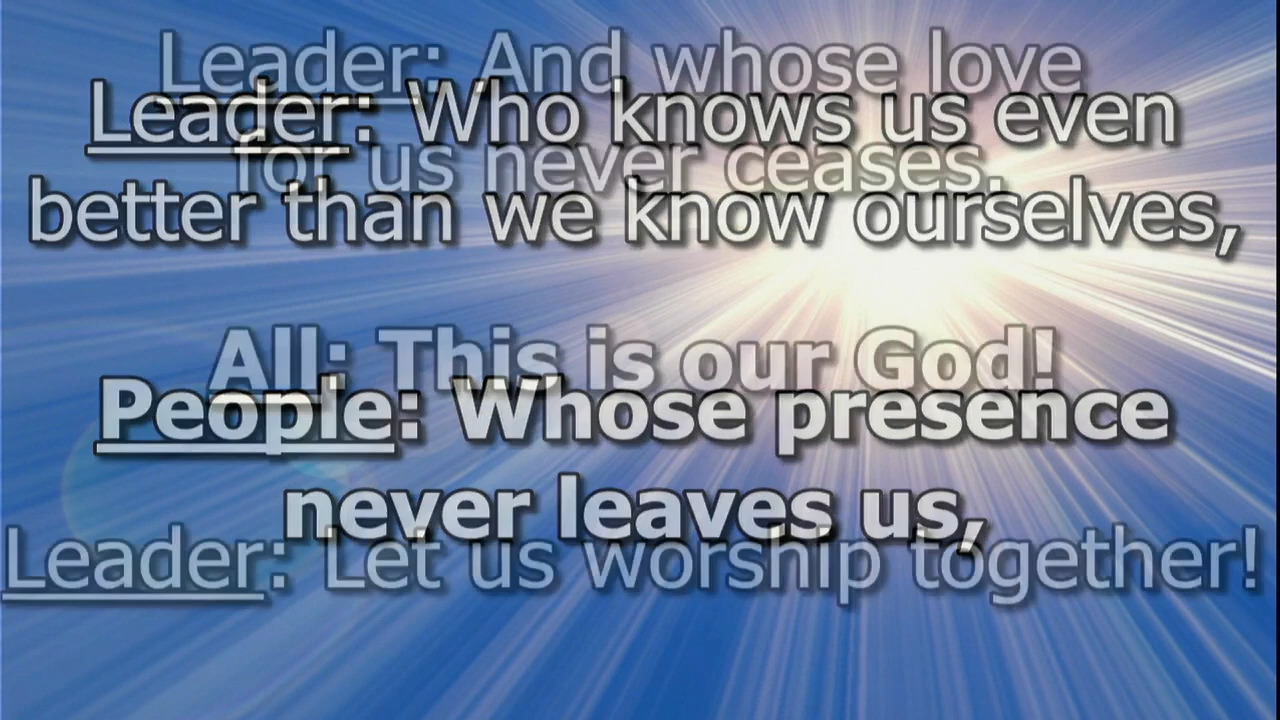 Leader: And whose love
Leader: Who knows us even
for us never ceases.
better than we know ourselves,
All: This is our God!
People: Whose presence
never leaves us,
Leader: Let us worship together!